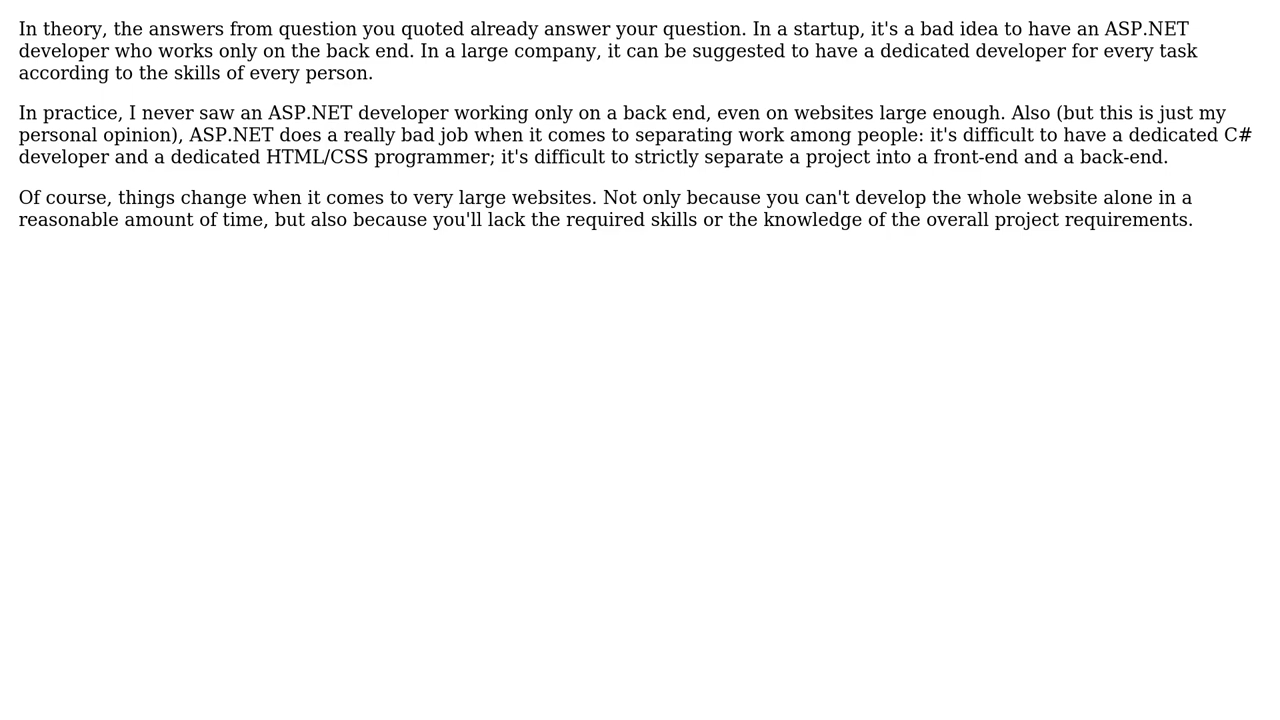 In theory, the answers from question you quoted already answer your question. In a startup, it's a bad idea to have an ASP.NET
developer who works only on the back end. In a large company, it can be suggested to have a dedicated developer for every task
according to the skills of every person.
In practice, I never saw an ASP.NET developer working only on a back end, even on websites large enough. Also (but this is just my
personal opinion), ASP.NET does a really bad job when it comes to separating work among people: it's difficult to have a dedicated C#
developer and a dedicated HTML/CSS programmer; it's difficult to strictly separate a project into a front-end and a back-end.
Of course, things change when it comes to very large websites. Not only because you can't develop the whole website alone in a
reasonable amount of time, but also because you'll lack the required skills or the knowledge of the overall project requirements.